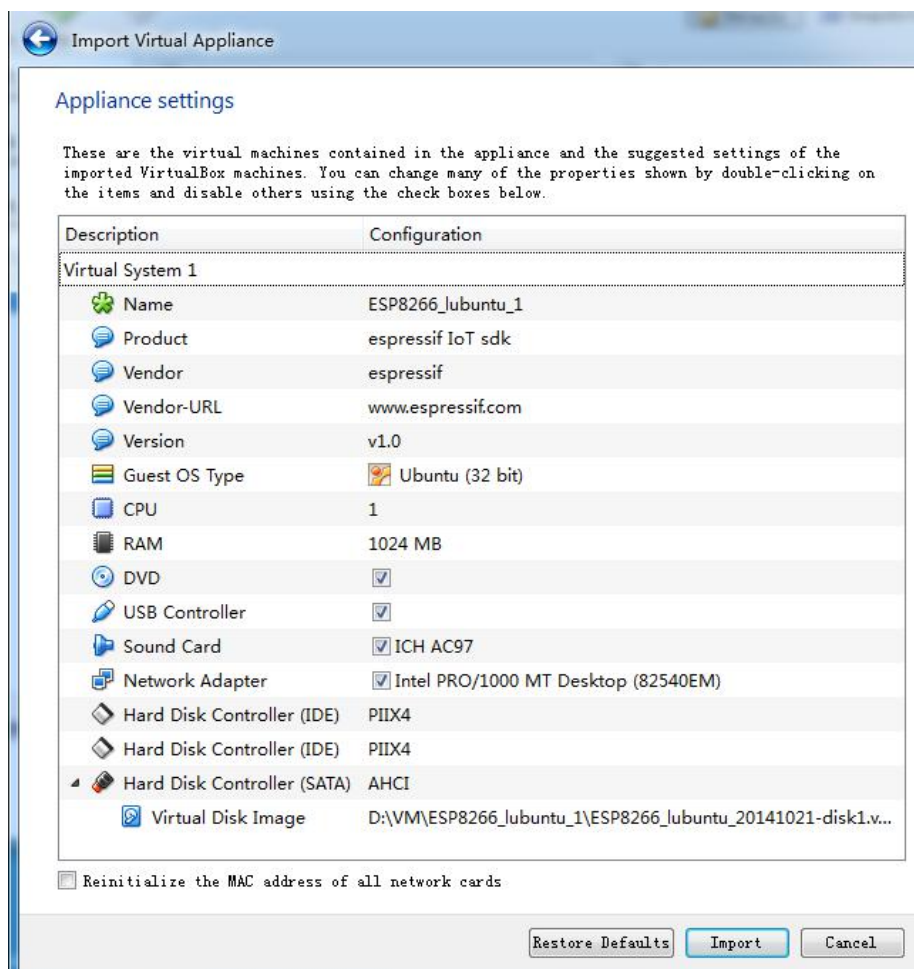 Import Virtual Appliance
Appliance settings
These are the virtual machines contained in the appliance and the suggested settings of the
imported VirtualBox machines. You can change many of the properties shown by double-clicking on
the items and disable others using the check boxes below.
Description Configuration
Virtual System 1
Name ESP8266_lubuntu_1
Product espressif IoT sdk
Vendor espressif
Vendor-URL www.espressif.com
Version v1.0
Guest OS Type Ubuntu (32 bit)
CPU 1
RAM 1024 MB
DVD
USB Controller
Sound Card ICH AC97
Network Adapter Intel PRO/1000 MT Desktop (82540EM)
Hard Disk Controller (IDE) PIIX4
Hard Disk Controller (IDE) PIIX4
Hard Disk Controller (SATA) AHCI
Virtual Disk Image D:\VM\ESP8266_lubuntu_1\ESP8266_lubuntu_20141021-disk1.v...
Reinitialize the MAC address of all network cards
Restore Defaults Import Cancel